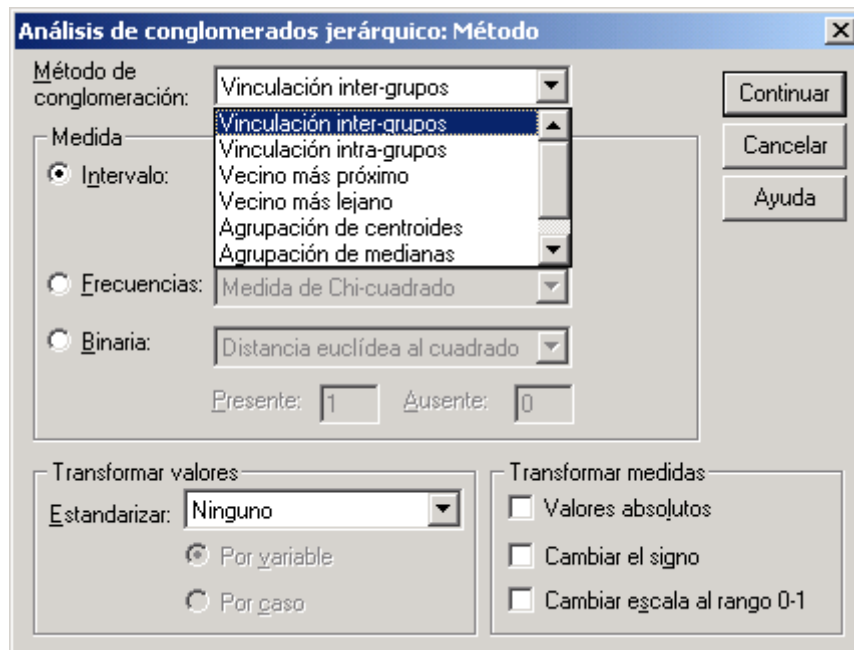 Análisis de conglomerados jerárquico: Método
Método de
conglomeración:
Vinculación inter-grupos
Vinculación inter-grupos
Vinculación intra-grupos
Vecino más próximo
Vecino más lejano
Agrupación de centroides
Agrupación de medianas
Continuar
Cancelar
Ayuda
Medida
Intervalo:
Frecuencias: Medida de Chi-cuadrado
Binaria: Distancia euclídea al cuadrado
Presente: 1 Ausente: 0
Transformar valores
Estandarizar: Ninguno
Por variable
Por caso
Transformar medidas
Valores absolutos
Cambiar el signo
Cambiar escala al rango 0-1